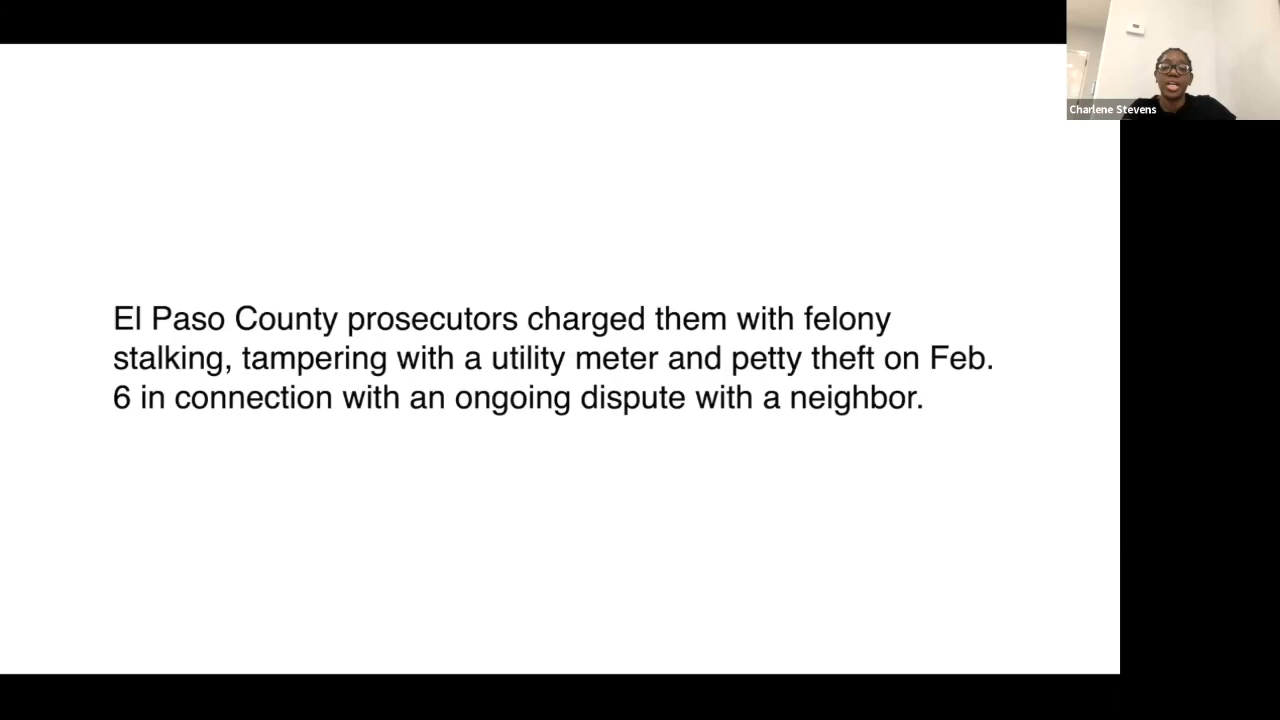 Charlene Stevens
El Paso County prosecutors charged them with felony
stalking, tampering with a utility meter and petty theft on Feb.
6 in connection with an ongoing dispute with a neighbor.